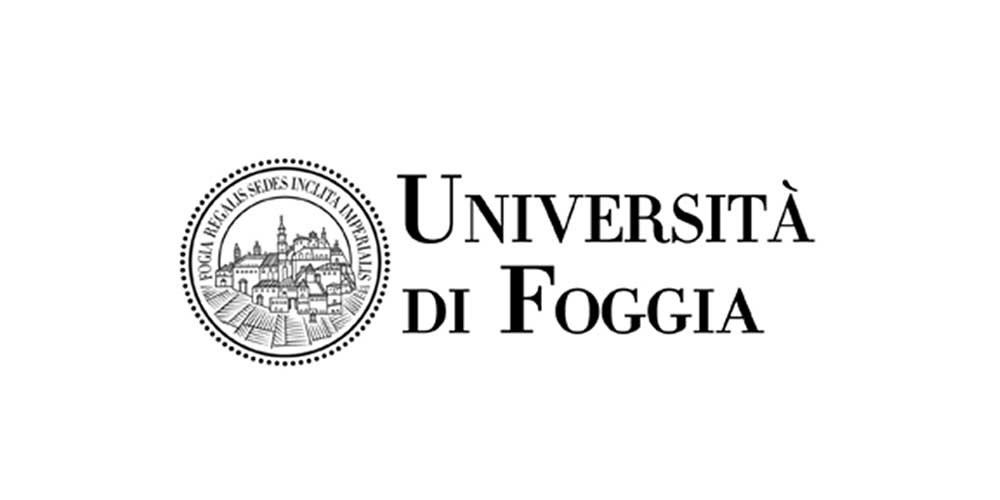 FOGIA REGALIS SEDES INCLITA IMPERIALIS
UNIVERSITÀ
DI FOGGIA